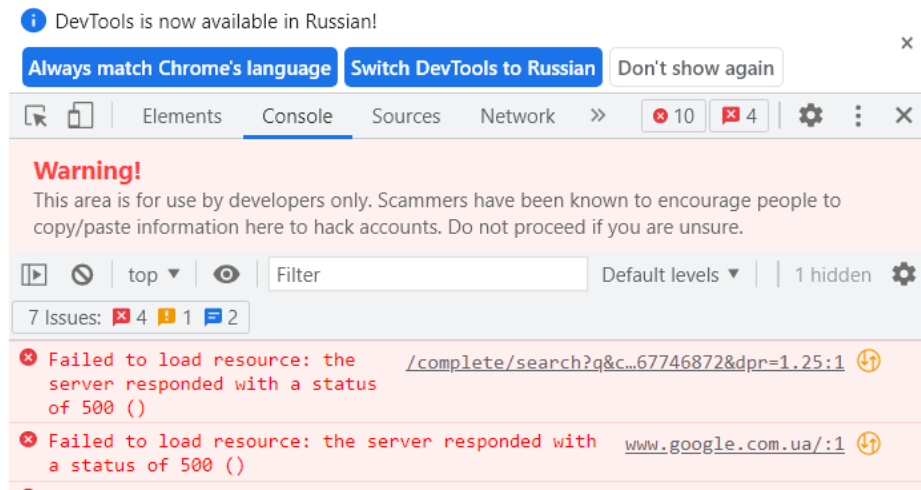 DevTools is now available in Russian!
Always match Chrome's language Switch DevTools to Russian Don't show again
Elements Console Sources Network 10 4
Warning!
This area is for use by developers only. Scammers have been known to encourage people to
copy/paste information here to hack accounts. Do not proceed if you are unsure.
top Filter Default levels 1 hidden
7 Issues: 4 1 2
Failed to load resource: the /complete/search?q&c…67746872&dpr=1.25:1
server responded with a status
of 500 ()
Failed to load resource: the server responded with www.google.com.ua/:1
a status of 500 ()